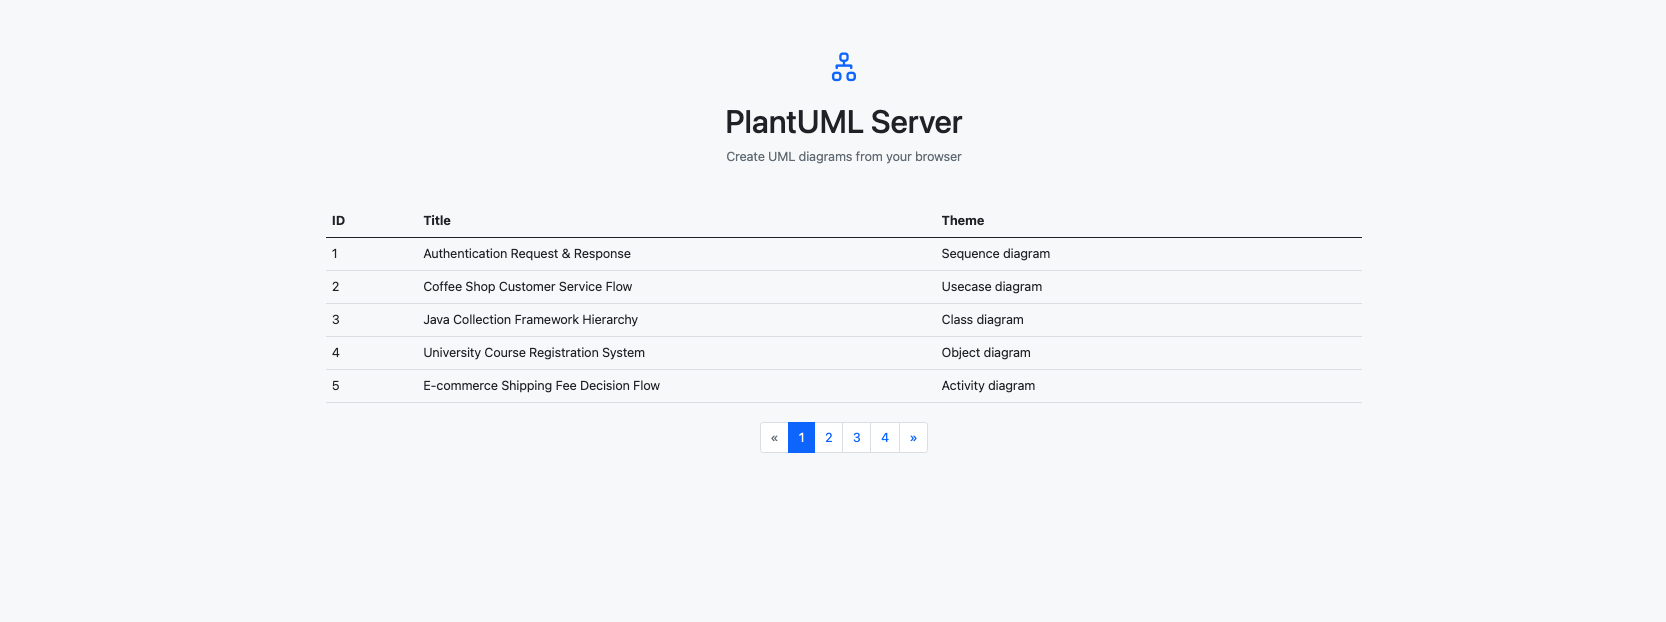 PlantUML Server
Create UML diagrams from your browser
ID Title Theme
1 Authentication Request & Response Sequence diagram
2 Coffee Shop Customer Service Flow Usecase diagram
3 Java Collection Framework Hierarchy Class diagram
4 University Course Registration System Object diagram
5 E-commerce Shipping Fee Decision Flow Activity diagram
« 1 2 3 4 »